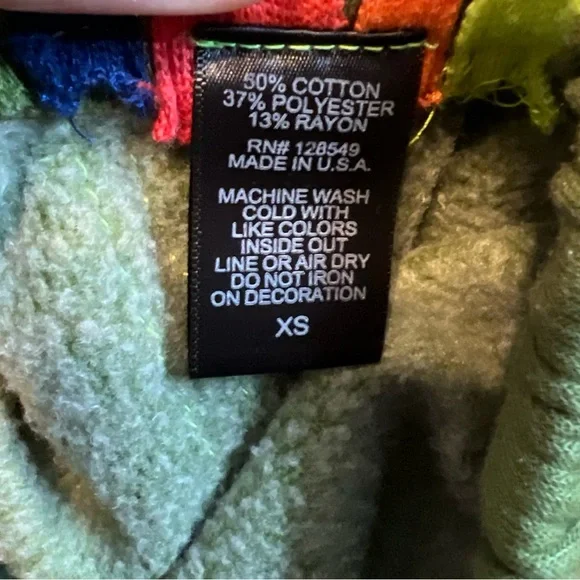 50% COTTON
37% POLYESTER
13% RAYON
RN# 128549
MADE IN U.S.A.
MACHINE WASH
COLD WITH
LIKE COLORS
INSIDE OUT
LINE OR AIR DRY
DO NOT IRON
ON DECORATION
XS